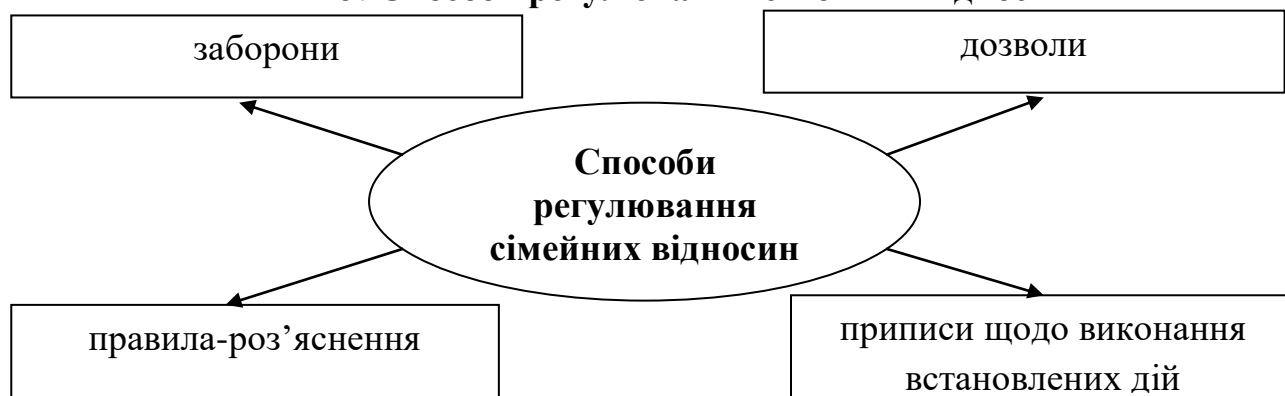 заборони
дозволи
Способи
регулювання
сімейних відносин
правила-роз’яснення
приписи щодо виконання
встановлених дій